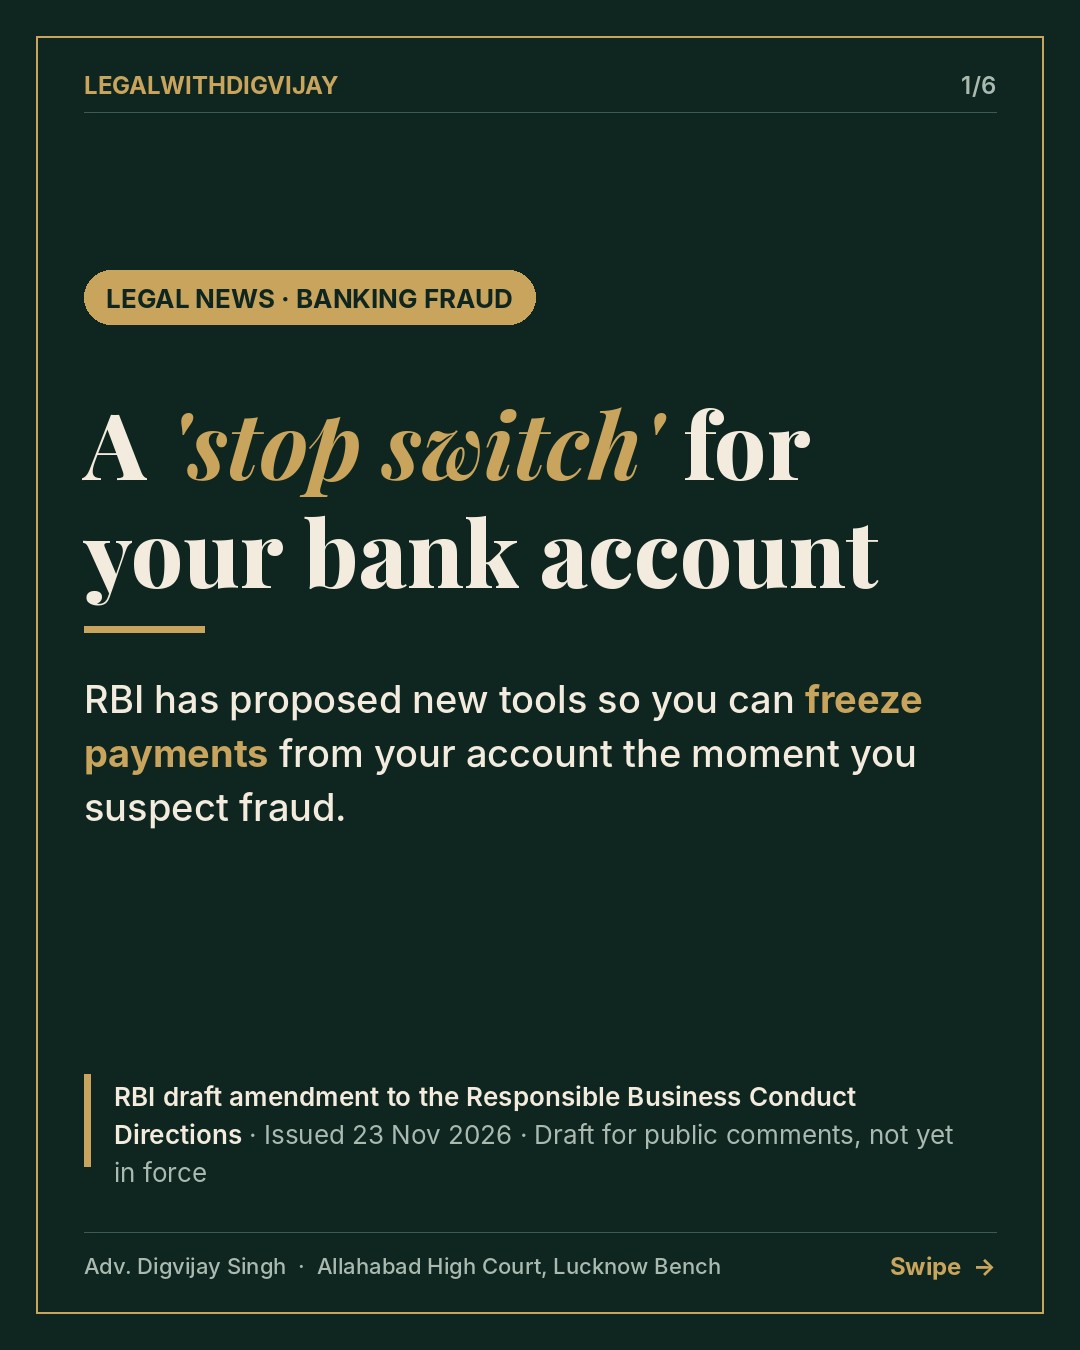 LEGALWITHDIGVIJAY
1/6
LEGAL NEWS · BANKING FRAUD
A 'stop switch' for
your bank account
RBI has proposed new tools so you can freeze
payments from your account the moment you
suspect fraud.
RBI draft amendment to the Responsible Business Conduct
Directions · Issued 23 Nov 2026 · Draft for public comments, not yet
in force
Adv. Digvijay Singh · Allahabad High Court, Lucknow Bench
Swipe →